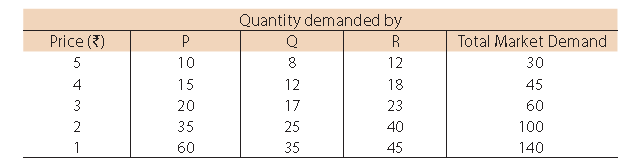 Quantity demanded by
Price (₹) P Q R Total Market Demand
5 10 8 12 30
4 15 12 18 45
3 20 17 23 60
2 35 25 40 100
1 60 35 45 140